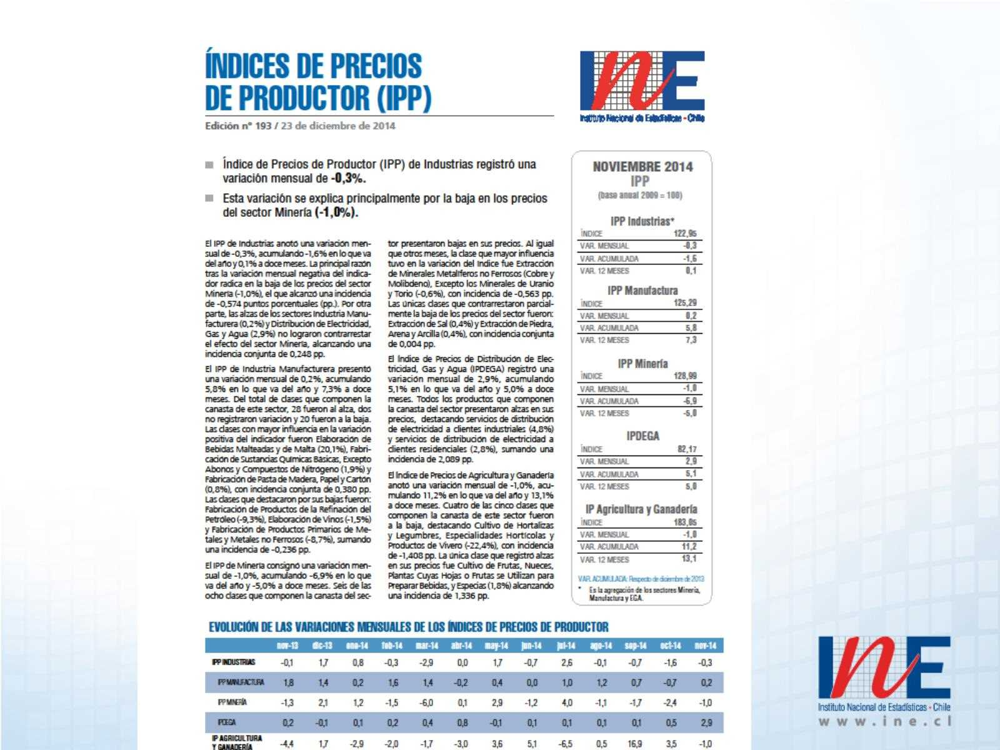 ÍNDICES DE PRECIOS
DE PRODUCTOR (IPP)
Edición n° 193 / 23 de diciembre de 2014
INE
Instituto Nacional de Estadísticas - Chile
Índice de Precios de Productor (IPP) de Industrias registró una
variación mensual de -0,3%.
Esta variación se explica principalmente por la baja en los precios
del sector Minería (-1,0%).
El IPP de Industrias anotó una variación men-
sual de -0,3%, acumulando -1,6% en lo que va
del año y 0,1% a doce meses. La principal razón
tras la variación mensual negativa del indica-
dor radica en la baja de los precios del sector
Minería (-1,0%), el que alcanzó una incidencia
de -0,574 puntos porcentuales (pp.). Por otra
parte, las alzas de los sectores Industria Manu-
facturera (0,2%) y Distribución de Electricidad,
Gas y Agua (2,9%) no lograron contrarrestar
el efecto del sector Minería, alcanzando una
incidencia conjunta de 0,248 pp.
El IPP de Industria Manufacturera presentó
una variación mensual de 0,2%, acumulando
5,8% en lo que va del año y 7,3% a doce
meses. Del total de clases que componen la
canasta de este sector, 28 fueron al alza, dos
no registraron variación y 20 fueron a la baja.
Las clases con mayor influencia en la variación
positiva del indicador fueron Elaboración de
Bebidas Malteadas y de Malta (20,1%), Fabri-
cación de Sustancias Químicas Básicas, Excepto
Abonos y Compuestos de Nitrógeno (1,9%) y
Fabricación de Pasta de Madera, Papel y Cartón
(0,8%), con incidencia conjunta de 0,380 pp.
Las clases que destacaron por sus bajas fueron:
Fabricación de Productos de la Refinación del
Petróleo (-9,3%), Elaboración de Vinos (-1,5%)
y Fabricación de Productos Primarios de Me-
tales y Metales no Ferrosos (-8,7%), sumando
una incidencia de -0,236 pp.
El IPP de Minería consignó una variación men-
sual de -1,0%, acumulando -6,9% en lo que
va del año y -5,0% a doce meses. Seis de las
ocho clases que componen la canasta del sec-
tor presentaron bajas en sus precios. Al igual
que otros meses, la clase que mayor influencia
tuvo en la variación del índice fue Extracción
de Minerales Metalíferos no Ferrosos (Cobre y
Molibdeno), Excepto los Minerales de Uranio
y Torio (-0,6%), con incidencia de -0,563 pp.
Las únicas clases que contrarrestaron parcial-
mente la baja de los precios del sector fueron:
Extracción de Sal (0,4%) y Extracción de Piedra,
Arena y Arcilla (0,4%), con incidencia conjunta
de 0,004 pp.
El Índice de Precios de Distribución de Elec-
tricidad, Gas y Agua (IPDEGA) registró una
variación mensual de 2,9%, acumulando
5,1% en lo que va del año y 5,0% a doce
meses. Todos los productos que componen
la canasta del sector presentaron alzas en sus
precios, destacando servicios de distribución
de electricidad a clientes industriales (4,8%)
y servicios de distribución de electricidad a
clientes residenciales (2,8%), sumando una
incidencia de 2,089 pp.
El Índice de Precios de Agricultura y Ganadería
anotó una variación mensual de -1,0%, acu-
mulando 11,2% en lo que va del año y 13,1%
a doce meses. Cuatro de las cinco clases que
componen la canasta de este sector fueron
a la baja, destacando Cultivo de Hortalizas
y Legumbres, Especialidades Hortícolas y
Productos de Vivero (-22,4%), con incidencia
de -1,408 pp. La única clase que registró alzas
en sus precios fue Cultivo de Frutas, Nueces,
Plantas Cuyas Hojas o Frutas se Utilizan para
Preparar Bebidas, y Especias (1,8%) alcanzando
una incidencia de 1,336 pp.
NOVIEMBRE 2014
IPP
(base anual 2009 = 100)
IPP Industrias*
ÍNDICE 122,95
VAR. MENSUAL -0,3
VAR. ACUMULADA -1,6
VAR. 12 MESES 0,1
IPP Manufactura
ÍNDICE 125,29
VAR. MENSUAL 0,2
VAR. ACUMULADA 5,8
VAR. 12 MESES 7,3
IPP Minería
ÍNDICE 128,99
VAR. MENSUAL -1,0
VAR. ACUMULADA -6,9
VAR. 12 MESES -5,0
IPDEGA
ÍNDICE 82,17
VAR. MENSUAL 2,9
VAR. ACUMULADA 5,1
VAR. 12 MESES 5,0
IP Agricultura y Ganadería
ÍNDICE 183,05
VAR. MENSUAL -1,0
VAR. ACUMULADA 11,2
VAR. 12 MESES 13,1
VAR. ACUMULADA: Respecto de diciembre de 2013
* Es la agregación de los sectores Minería,
Manufactura y EGA.
EVOLUCIÓN DE LAS VARIACIONES MENSUALES DE LOS ÍNDICES DE PRECIOS DE PRODUCTOR
nov-13 dic-13 ene-14 feb-14 mar-14 abr-14 may-14 jun-14 jul-14 ago-14 sep-14 oct-14 nov-14
IPP INDUSTRIAS -0,1 1,7 0,8 -0,3 -2,9 0,0 1,7 -0,7 2,6 -0,1 -0,7 -1,6 -0,3
IPP MANUFACTURA 1,8 1,4 0,2 1,6 1,4 -0,2 0,4 0,0 1,0 1,2 0,7 -0,7 0,2
IPP MINERÍA -1,3 2,1 1,2 -1,5 -6,0 0,1 2,9 -1,2 4,0 -1,1 -1,7 -2,4 -1,0
IPDEGA 0,2 -0,1 0,1 0,2 0,4 0,8 -0,1 0,1 0,1 0,1 0,1 0,5 2,9
IP AGRICULTURA
Y GANADERÍA -4,4 1,7 -2,9 -2,0 -1,7 -3,0 3,6 5,1 -6,5 0,5 16,9 3,5 -1,0
INE
Instituto Nacional de Estadísticas - Chile
www.ine.cl